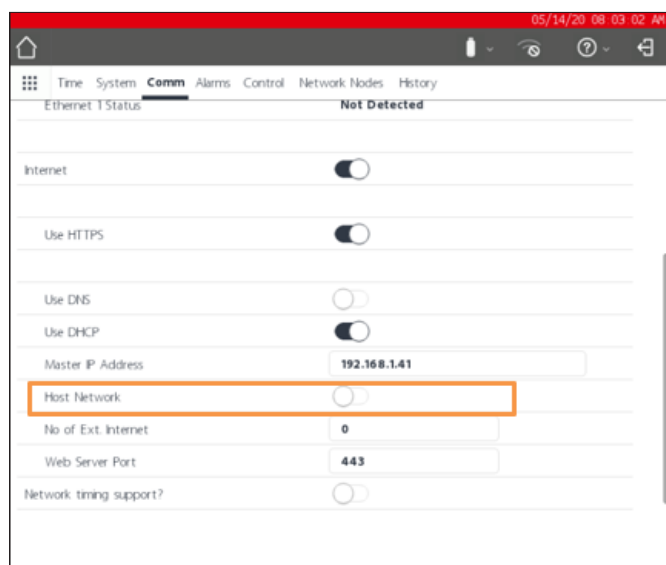 05/14/20 08 03 02 AM
Time System Comm Alarms Control Network Nodes History
Ethernet 1 Status Not Detected
Internet
Use HTTPS
Use DNS
Use DHCP
Master IP Address 192.168.1.41
Host Network
No of Ext. Internet 0
Web Server Port 443
Network timing support?